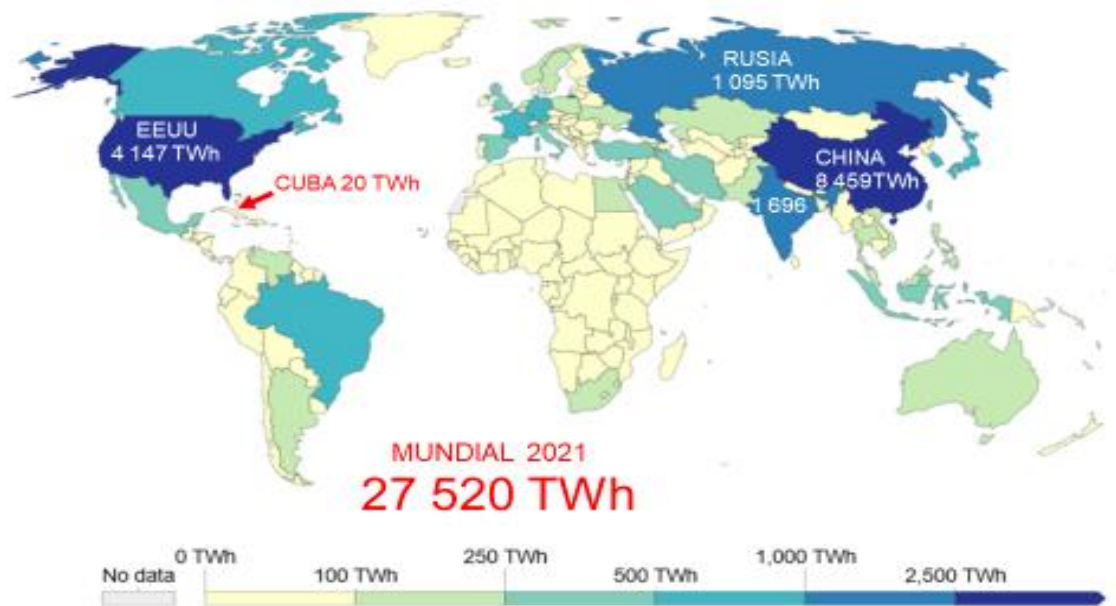 RUSIA
1 095 TWh
EEUU
4 147 TWh
CHINA
8 459TWh
CUBA 20 TWh
1 696
MUNDIAL 2021
27 520 TWh
No data
0 TWh
100 TWh
250 TWh
500 TWh
1,000 TWh
2,500 TWh